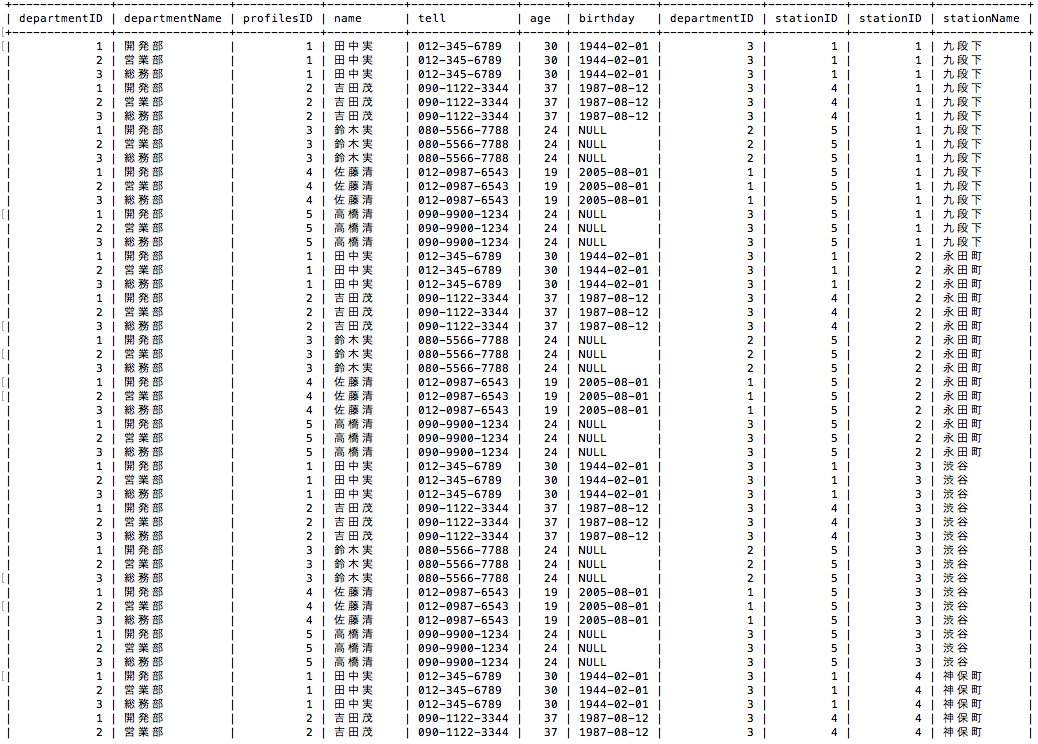 +--------------+----------------+------------+--------+---------------+-----+------------+--------------+-----------+-----------+-------------+
| departmentID | departmentName | profilesID | name | tell | age | birthday | departmentID | stationID | stationID | stationName |
+--------------+----------------+------------+--------+---------------+-----+------------+--------------+-----------+-----------+-------------+
| 1 | 開発部 | 1 | 田中実 | 012-345-6789 | 30 | 1944-02-01 | 3 | 1 | 1 | 九段下
| 2 | 営業部 | 1 | 田中実 | 012-345-6789 | 30 | 1944-02-01 | 3 | 1 | 1 | 九段下
| 3 | 総務部 | 1 | 田中実 | 012-345-6789 | 30 | 1944-02-01 | 3 | 1 | 1 | 九段下
| 1 | 開発部 | 2 | 吉田茂 | 090-1122-3344 | 37 | 1987-08-12 | 3 | 4 | 1 | 九段下
| 2 | 営業部 | 2 | 吉田茂 | 090-1122-3344 | 37 | 1987-08-12 | 3 | 4 | 1 | 九段下
| 3 | 総務部 | 2 | 吉田茂 | 090-1122-3344 | 37 | 1987-08-12 | 3 | 4 | 1 | 九段下
| 1 | 開発部 | 3 | 鈴木実 | 080-5566-7788 | 24 | NULL | 2 | 5 | 1 | 九段下
| 2 | 営業部 | 3 | 鈴木実 | 080-5566-7788 | 24 | NULL | 2 | 5 | 1 | 九段下
| 3 | 総務部 | 3 | 鈴木実 | 080-5566-7788 | 24 | NULL | 2 | 5 | 1 | 九段下
| 1 | 開発部 | 4 | 佐藤清 | 012-0987-6543 | 19 | 2005-08-01 | 1 | 5 | 1 | 九段下
| 2 | 営業部 | 4 | 佐藤清 | 012-0987-6543 | 19 | 2005-08-01 | 1 | 5 | 1 | 九段下
| 3 | 総務部 | 4 | 佐藤清 | 012-0987-6543 | 19 | 2005-08-01 | 1 | 5 | 1 | 九段下
| 1 | 開発部 | 5 | 高橋清 | 090-9900-1234 | 24 | NULL | 3 | 5 | 1 | 九段下
| 2 | 営業部 | 5 | 高橋清 | 090-9900-1234 | 24 | NULL | 3 | 5 | 1 | 九段下
| 3 | 総務部 | 5 | 高橋清 | 090-9900-1234 | 24 | NULL | 3 | 5 | 1 | 九段下
| 1 | 開発部 | 1 | 田中実 | 012-345-6789 | 30 | 1944-02-01 | 3 | 1 | 2 | 永田町
| 2 | 営業部 | 1 | 田中実 | 012-345-6789 | 30 | 1944-02-01 | 3 | 1 | 2 | 永田町
| 3 | 総務部 | 1 | 田中実 | 012-345-6789 | 30 | 1944-02-01 | 3 | 1 | 2 | 永田町
| 1 | 開発部 | 2 | 吉田茂 | 090-1122-3344 | 37 | 1987-08-12 | 3 | 4 | 2 | 永田町
| 2 | 営業部 | 2 | 吉田茂 | 090-1122-3344 | 37 | 1987-08-12 | 3 | 4 | 2 | 永田町
| 3 | 総務部 | 2 | 吉田茂 | 090-1122-3344 | 37 | 1987-08-12 | 3 | 4 | 2 | 永田町
| 1 | 開発部 | 3 | 鈴木実 | 080-5566-7788 | 24 | NULL | 2 | 5 | 2 | 永田町
| 2 | 営業部 | 3 | 鈴木実 | 080-5566-7788 | 24 | NULL | 2 | 5 | 2 | 永田町
| 3 | 総務部 | 3 | 鈴木実 | 080-5566-7788 | 24 | NULL | 2 | 5 | 2 | 永田町
| 1 | 開発部 | 4 | 佐藤清 | 012-0987-6543 | 19 | 2005-08-01 | 1 | 5 | 2 | 永田町
| 2 | 営業部 | 4 | 佐藤清 | 012-0987-6543 | 19 | 2005-08-01 | 1 | 5 | 2 | 永田町
| 3 | 総務部 | 4 | 佐藤清 | 012-0987-6543 | 19 | 2005-08-01 | 1 | 5 | 2 | 永田町
| 1 | 開発部 | 5 | 高橋清 | 090-9900-1234 | 24 | NULL | 3 | 5 | 2 | 永田町
| 2 | 営業部 | 5 | 高橋清 | 090-9900-1234 | 24 | NULL | 3 | 5 | 2 | 永田町
| 3 | 総務部 | 5 | 高橋清 | 090-9900-1234 | 24 | NULL | 3 | 5 | 2 | 永田町
| 1 | 開発部 | 1 | 田中実 | 012-345-6789 | 30 | 1944-02-01 | 3 | 1 | 3 | 渋谷
| 2 | 営業部 | 1 | 田中実 | 012-345-6789 | 30 | 1944-02-01 | 3 | 1 | 3 | 渋谷
| 3 | 総務部 | 1 | 田中実 | 012-345-6789 | 30 | 1944-02-01 | 3 | 1 | 3 | 渋谷
| 1 | 開発部 | 2 | 吉田茂 | 090-1122-3344 | 37 | 1987-08-12 | 3 | 4 | 3 | 渋谷
| 2 | 営業部 | 2 | 吉田茂 | 090-1122-3344 | 37 | 1987-08-12 | 3 | 4 | 3 | 渋谷
| 3 | 総務部 | 2 | 吉田茂 | 090-1122-3344 | 37 | 1987-08-12 | 3 | 4 | 3 | 渋谷
| 1 | 開発部 | 3 | 鈴木実 | 080-5566-7788 | 24 | NULL | 2 | 5 | 3 | 渋谷
| 2 | 営業部 | 3 | 鈴木実 | 080-5566-7788 | 24 | NULL | 2 | 5 | 3 | 渋谷
| 3 | 総務部 | 3 | 鈴木実 | 080-5566-7788 | 24 | NULL | 2 | 5 | 3 | 渋谷
| 1 | 開発部 | 4 | 佐藤清 | 012-0987-6543 | 19 | 2005-08-01 | 1 | 5 | 3 | 渋谷
| 2 | 営業部 | 4 | 佐藤清 | 012-0987-6543 | 19 | 2005-08-01 | 1 | 5 | 3 | 渋谷
| 3 | 総務部 | 4 | 佐藤清 | 012-0987-6543 | 19 | 2005-08-01 | 1 | 5 | 3 | 渋谷
| 1 | 開発部 | 5 | 高橋清 | 090-9900-1234 | 24 | NULL | 3 | 5 | 3 | 渋谷
| 2 | 営業部 | 5 | 高橋清 | 090-9900-1234 | 24 | NULL | 3 | 5 | 3 | 渋谷
| 3 | 総務部 | 5 | 高橋清 | 090-9900-1234 | 24 | NULL | 3 | 5 | 3 | 渋谷
| 1 | 開発部 | 1 | 田中実 | 012-345-6789 | 30 | 1944-02-01 | 3 | 1 | 4 | 神保町
| 2 | 営業部 | 1 | 田中実 | 012-345-6789 | 30 | 1944-02-01 | 3 | 1 | 4 | 神保町
| 3 | 総務部 | 1 | 田中実 | 012-345-6789 | 30 | 1944-02-01 | 3 | 1 | 4 | 神保町
| 1 | 開発部 | 2 | 吉田茂 | 090-1122-3344 | 37 | 1987-08-12 | 3 | 4 | 4 | 神保町
| 2 | 営業部 | 2 | 吉田茂 | 090-1122-3344 | 37 | 1987-08-12 | 3 | 4 | 4 | 神保町